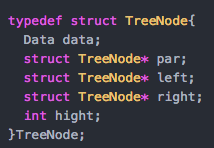 typedef struct TreeNode{
Data data;
struct TreeNode* par;
struct TreeNode* left;
struct TreeNode* right;
int hight;
}TreeNode;